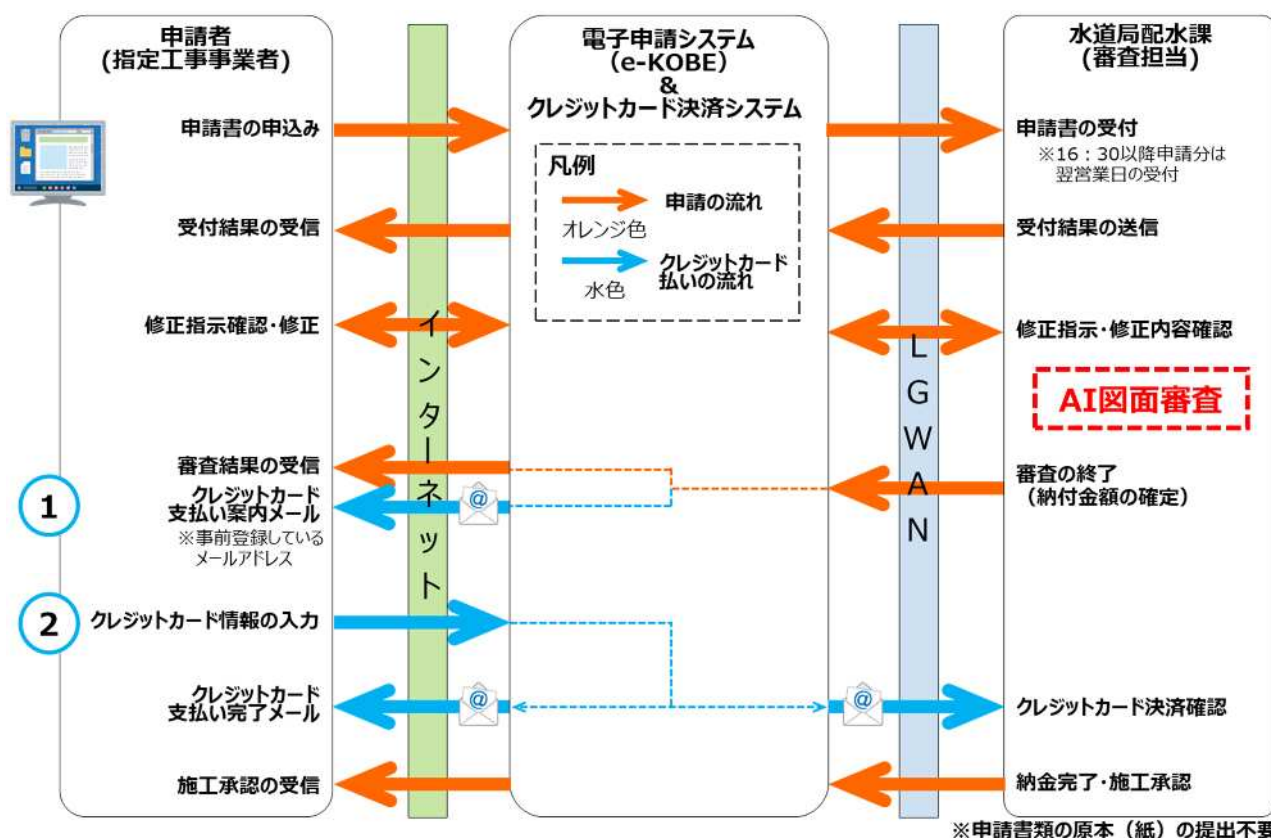 申請者
(指定工事事業者)
電子申請システム
（e-KOBE）
&
クレジットカード決済システム
水道局配水課
(審査担当)
申請書の申込み
申請書の受付
※16：30以降申請分は
翌営業日の受付
凡例
申請の流れ
オレンジ色
クレジットカード
払いの流れ
水色
受付結果の受信
受付結果の送信
修正指示確認・修正
修正指示・修正内容確認
インターネット
LGWAN
AI図面審査
審査結果の受信
審査の終了
（納付金額の確定）
1
クレジットカード
支払い案内メール
@
※事前登録している
メールアドレス
2
クレジットカード情報の入力
クレジットカード
支払い完了メール
@
@
クレジットカード決済確認
施工承認の受信
納金完了・施工承認
※申請書類の原本（紙）の提出不要